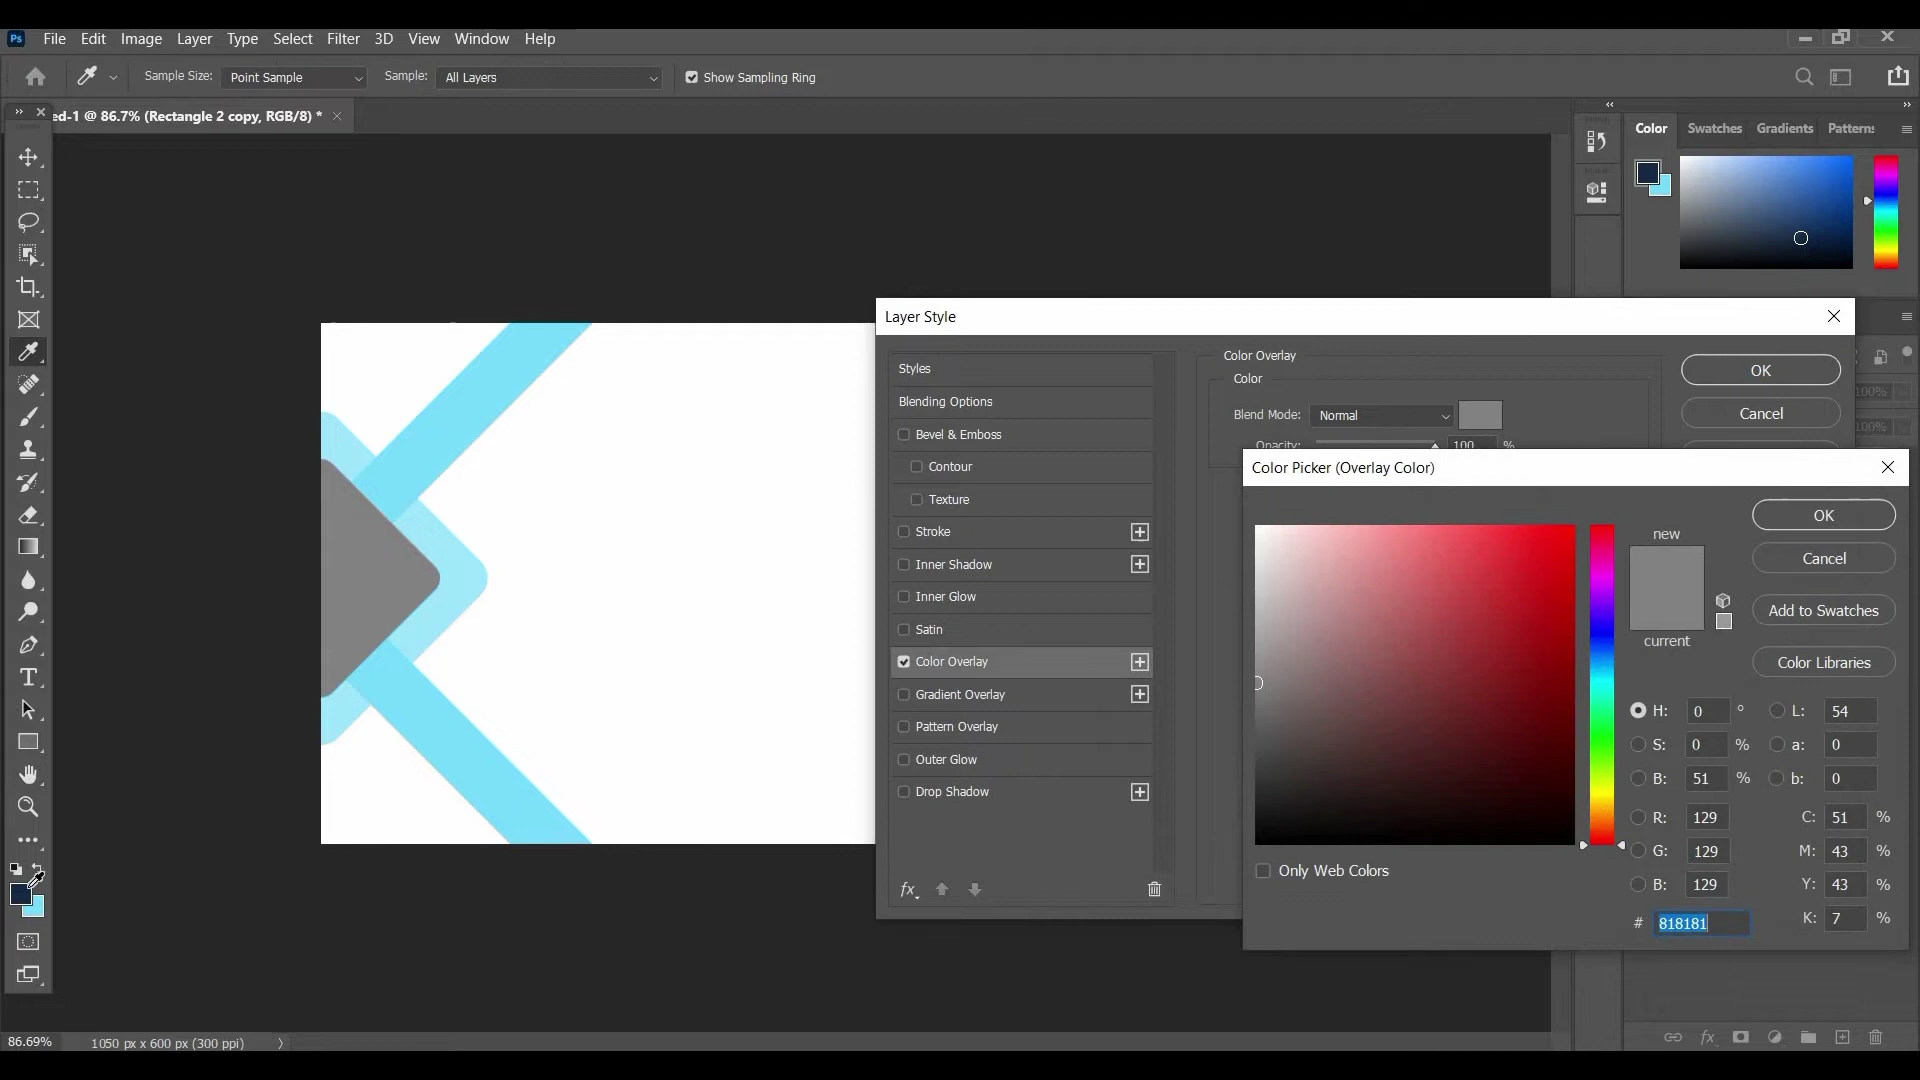 Ps File Edit Image Layer Type Select Filter 3D View Window Help
Sample Size: Point Sample Sample: All Layers Show Sampling Ring
ed-1 @ 86.7% (Rectangle 2 copy, RGB/8) *
Color Swatches Gradients Patterns
Layer Style
Styles
Blending Options
Bevel & Emboss
Contour
Texture
Stroke
Inner Shadow
Inner Glow
Satin
Color Overlay
Gradient Overlay
Pattern Overlay
Outer Glow
Drop Shadow
fx
Color Overlay
Color
Blend Mode: Normal
Opacity: 100 %
OK
Cancel
100%
100%
Color Picker (Overlay Color)
new
current
OK
Cancel
Add to Swatches
Color Libraries
H: 0 ° L: 54
S: 0 % a: 0
B: 51 % b: 0
R: 129 C: 51 %
G: 129 M: 43 %
B: 129 Y: 43 %
# 818181 K: 7 %
Only Web Colors
T
86.69% 1050 px x 600 px (300 ppi)
fx